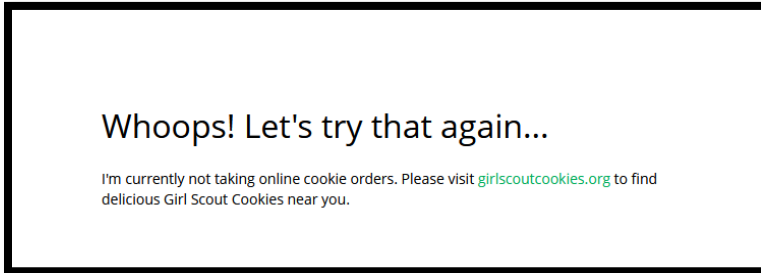 Whoops! Let's try that again...
I'm currently not taking online cookie orders. Please visit girlscoutcookies.org to find
delicious Girl Scout Cookies near you.